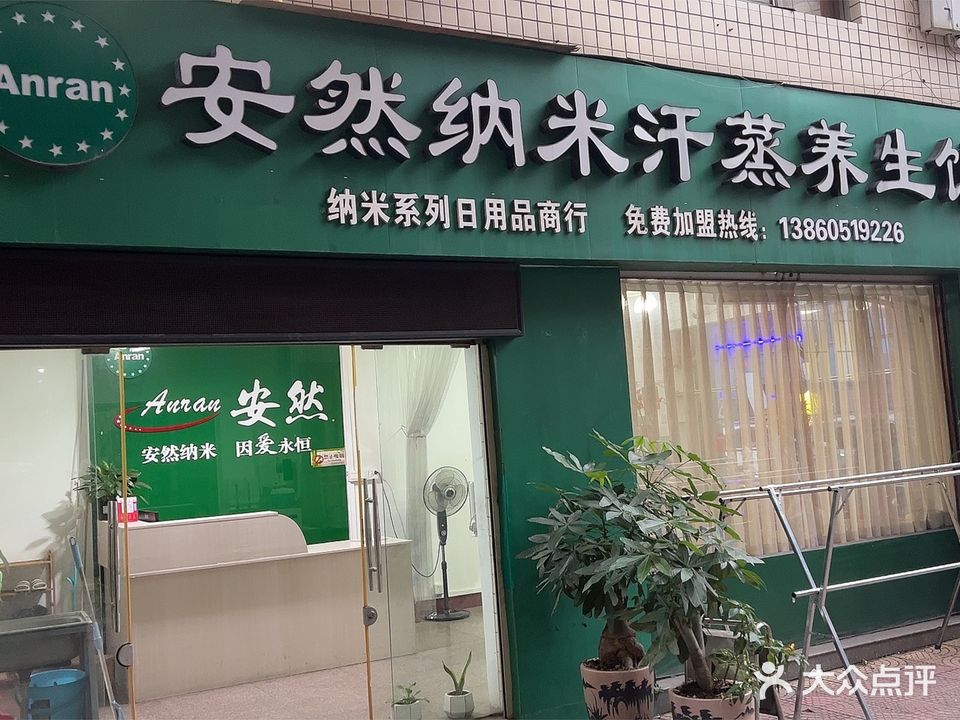 Anran
安然纳米汗蒸养生馆
纳米系列日用品商行 免费加盟热线：13860519226
Anran
Anran 安然
安然纳米 因爱永恒
大众点评